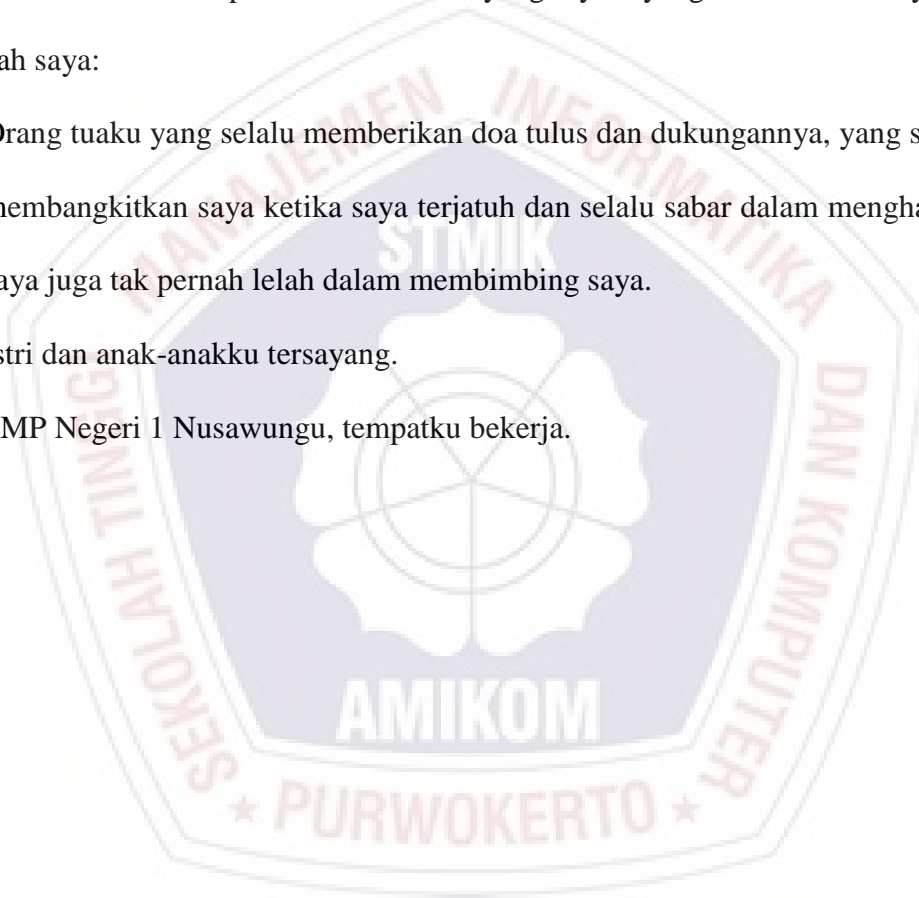 ah saya:
Orang tuaku yang selalu memberikan doa tulus dan dukungannya, yang s
membangkitkan saya ketika saya terjatuh dan selalu sabar dalam mengha
aya juga tak pernah lelah dalam membimbing saya.
stri dan anak-anakku tersayang.
MP Negeri 1 Nusawungu, tempatku bekerja.
SEKOLAH TINGG MANAJEMEN INFORMATIKA DAN KOMPUTER
STMIK
AMIKOM
★ PURWOKERTO ★